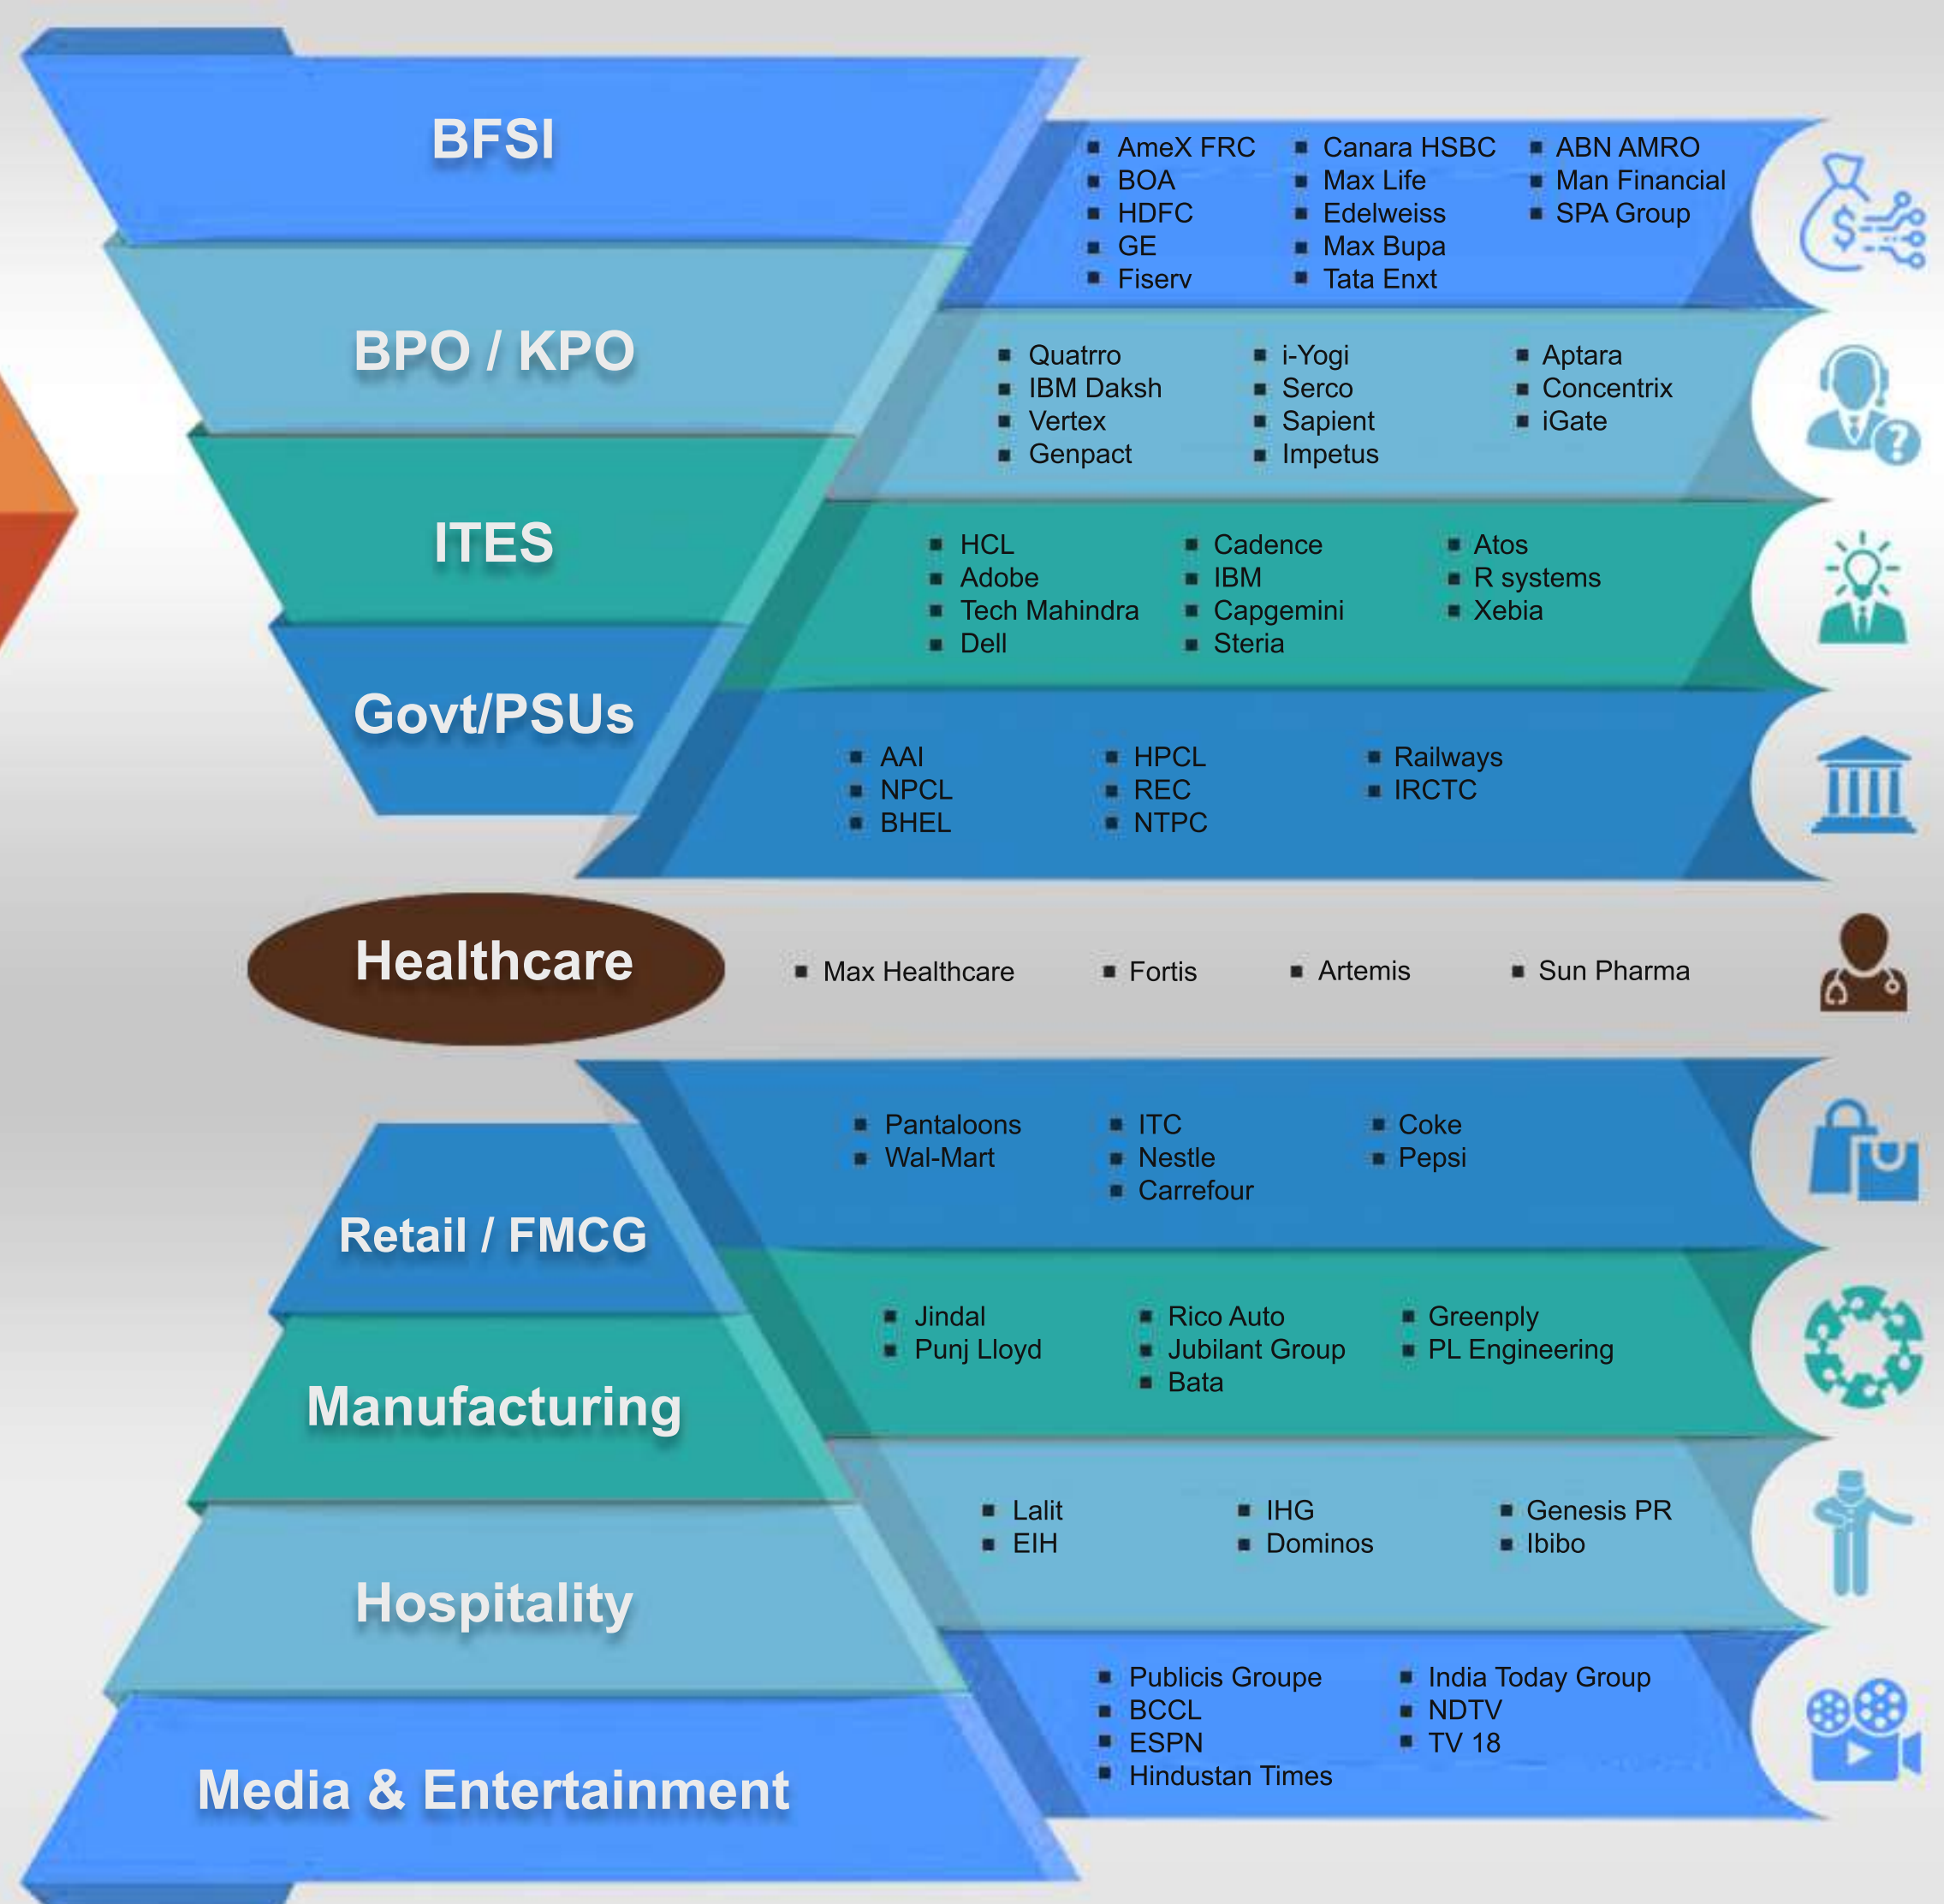 BFSI
AmeX FRC
BOA
HDFC
GE
Fiserv
Canara HSBC
Max Life
Edelweiss
Max Bupa
Tata Enxt
ABN AMRO
Man Financial
SPA Group
$
BPO / KPO
Quatrro
IBM Daksh
Vertex
Genpact
i-Yogi
Serco
Sapient
Impetus
Aptara
Concentrix
iGate
?
ITES
HCL
Adobe
Tech Mahindra
Dell
Cadence
IBM
Capgemini
Steria
Atos
R systems
Xebia
Govt/PSUs
AAI
NPCL
BHEL
HPCL
REC
NTPC
Railways
IRCTC
Healthcare
Max Healthcare
Fortis
Artemis
Sun Pharma
Retail / FMCG
Pantaloons
Wal-Mart
ITC
Nestle
Carrefour
Coke
Pepsi
Manufacturing
Jindal
Punj Lloyd
Rico Auto
Jubilant Group
Bata
Greenply
PL Engineering
Hospitality
Lalit
EIH
IHG
Dominos
Genesis PR
Ibibo
Media & Entertainment
Publicis Groupe
BCCL
ESPN
Hindustan Times
India Today Group
NDTV
TV 18